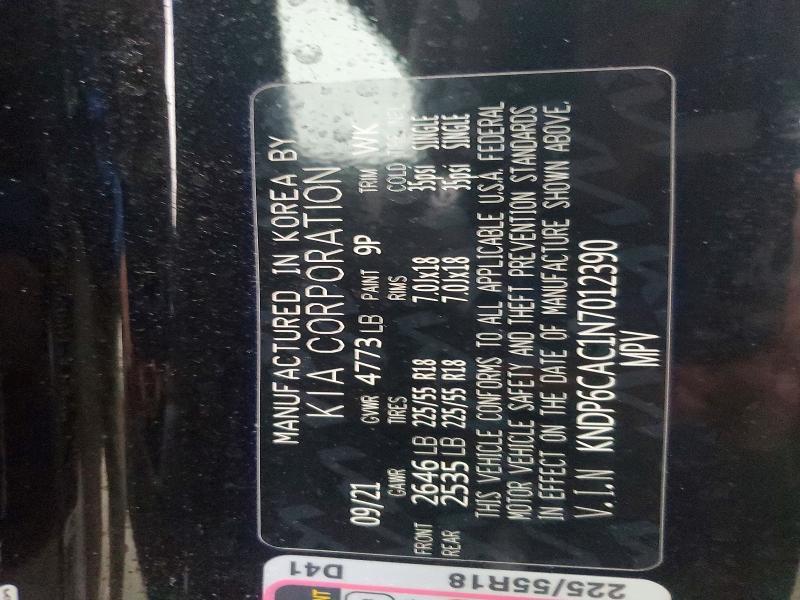 MANUFACTURED IN KOREA BY
KIA CORPORATION
09/21 GVWR 4773 LB PAINT 9P TRIM WK
GAWR TIRES RIMS COLD
FRONT 2646 LB 225/55 R18 7.0Jx18 35psi SINGLE
REAR 2535 LB 225/55 R18 7.0Jx18 35psi SINGLE
THIS VEHICLE CONFORMS TO ALL APPLICABLE U.S.A. FEDERAL
MOTOR VEHICLE SAFETY AND THEFT PREVENTION STANDARDS
IN EFFECT ON THE DATE OF MANUFACTURE SHOWN ABOVE.
V.I.N KNDP6CAC1N7012390
MPV
225/55R18
D41